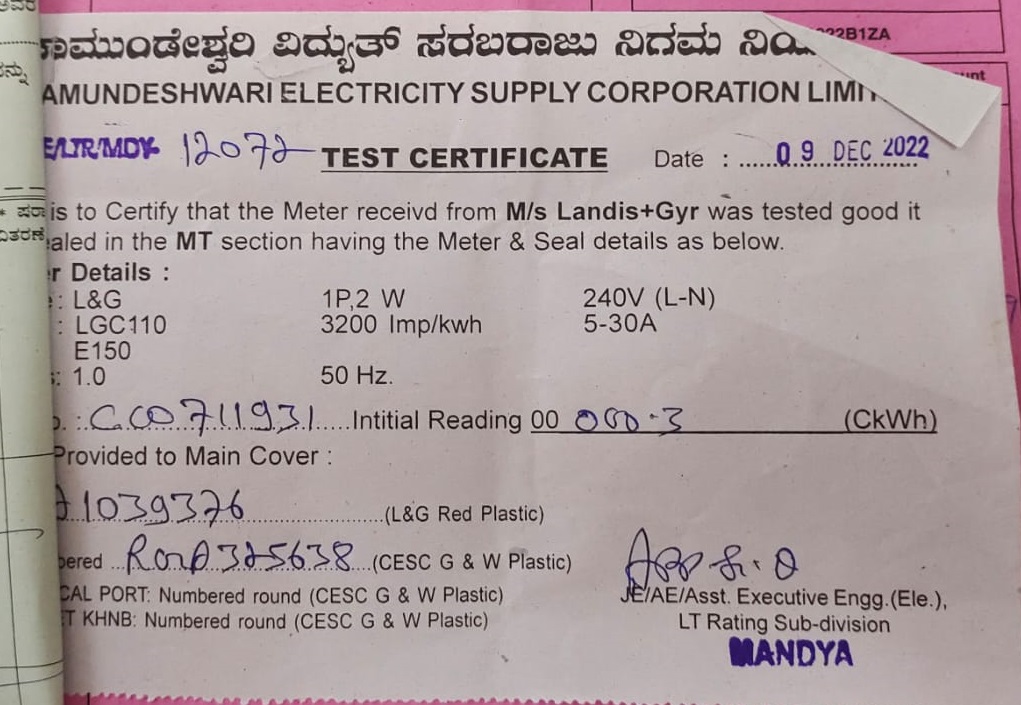 22B1ZA
ಾಮುಂಡೇಶ್ವರಿ ವಿದ್ಯುತ್ ಸರಬರಾಜು ನಿಗಮ ನಿಯ
AMUNDESHWARI ELECTRICITY SUPPLY CORPORATION LIMIT
E/LTR/MDY 12072 TEST CERTIFICATE Date : 09 DEC 2022
is to Certify that the Meter receivd from M/s Landis+Gyr was tested good it
aled in the MT section having the Meter & Seal details as below.
r Details :
: L&G 1P,2 W 240V (L-N)
: LGC110 3200 Imp/kwh 5-30A
E150
: 1.0 50 Hz.
. : CC0711931 Intitial Reading 00 000.3 (CkWh)
Provided to Main Cover :
1039376 (L&G Red Plastic)
bered (CESC G & W Plastic)
CAL PORT: Numbered round (CESC G & W Plastic)
T KHNB: Numbered round (CESC G & W Plastic)
JE/AE/Asst. Executive Engg.(Ele.),
LT Rating Sub-division
MANDYA